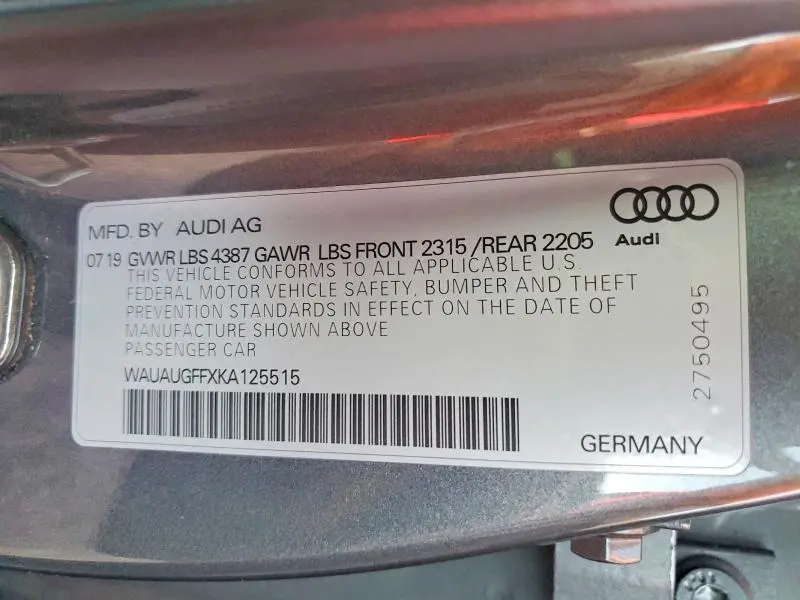 MFD. BY AUDI AG
07 19 GVWR LBS 4387 GAWR LBS FRONT 2315 /REAR 2205
THIS VEHICLE CONFORMS TO ALL APPLICABLE U.S.
FEDERAL MOTOR VEHICLE SAFETY, BUMPER AND THEFT
PREVENTION STANDARDS IN EFFECT ON THE DATE OF
MANUFACTURE SHOWN ABOVE
PASSENGER CAR
WAUAUGFFXKA125515
Audi
2750495
GERMANY